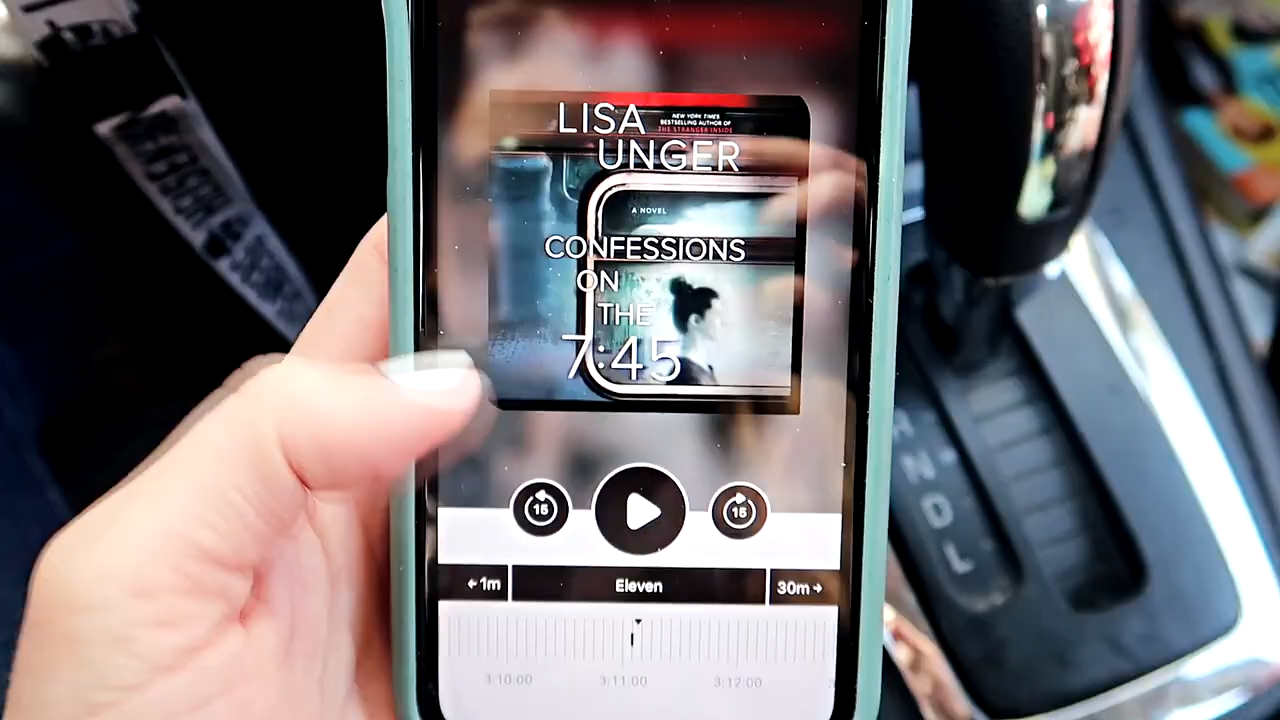 LISA
NEW YORK TIMES
BESTSELLING AUTHOR OF
THE STRANGER INSIDE
UNGER
A NOVEL
CONFESSIONS
ON
THE
7:45
15
15
←1m
Eleven
30m→
3:10:00
3:11:00
3:12:00
R
N
D
L